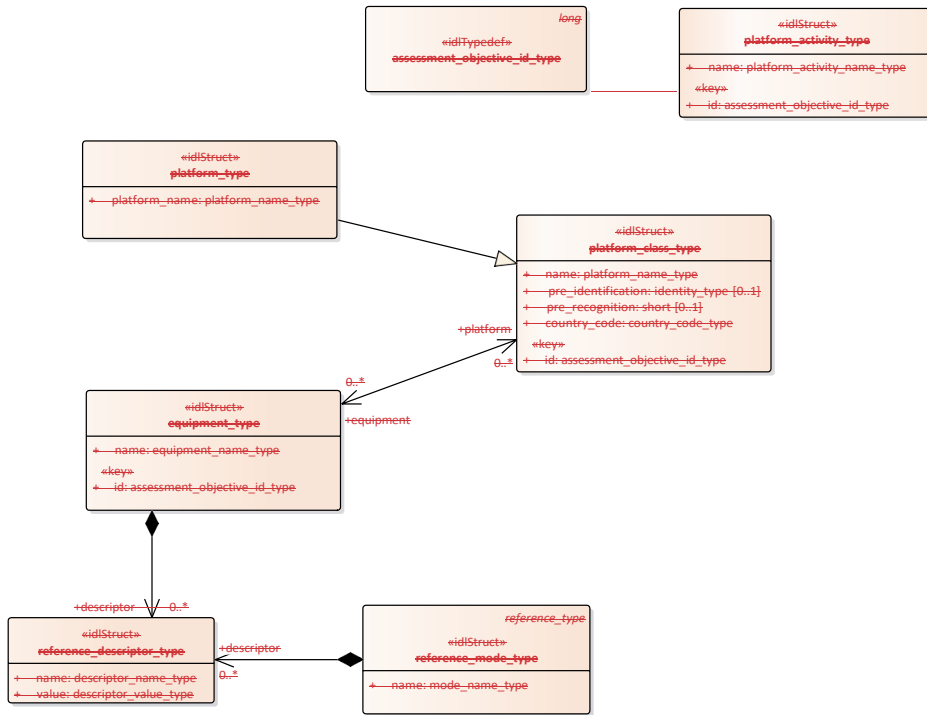 long
«idlTypedef»
assessment_objective_id_type
«idlStruct»
platform_activity_type
+ name: platform_activity_name_type
«key»
+ id: assessment_objective_id_type
«idlStruct»
platform_type
+ platform_name: platform_name_type
«idlStruct»
platform_class_type
+ name: platform_name_type
+ pre_identification: identity_type [0..1]
+ pre_recognition: short [0..1]
+ country_code: country_code_type
«key»
+ id: assessment_objective_id_type
+platform
0..*
0..*
+equipment
«idlStruct»
equipment_type
+ name: equipment_name_type
«key»
+ id: assessment_objective_id_type
+descriptor 0..*
«idlStruct»
reference_descriptor_type
+ name: descriptor_name_type
+ value: descriptor_value_type
+descriptor
0..*
reference_type
«idlStruct»
reference_mode_type
+ name: mode_name_type